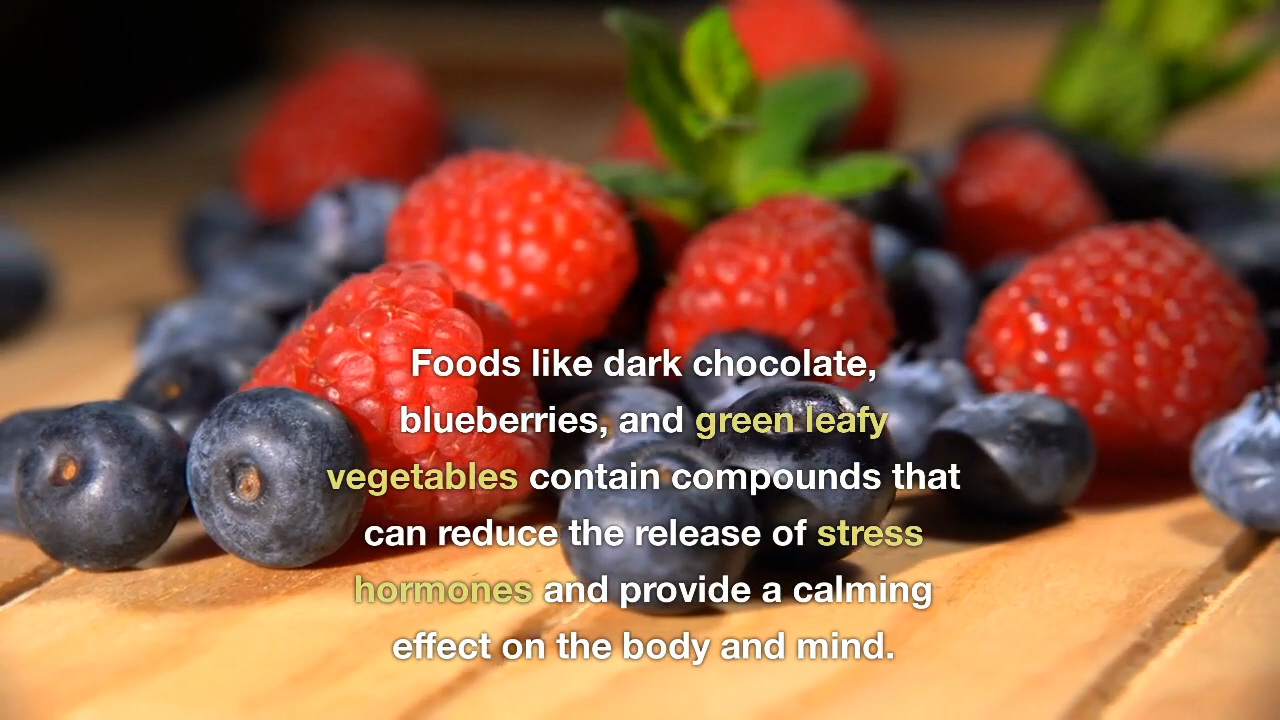 Foods like dark chocolate,
blueberries, and green leafy
vegetables contain compounds that
can reduce the release of stress
hormones and provide a calming
effect on the body and mind.